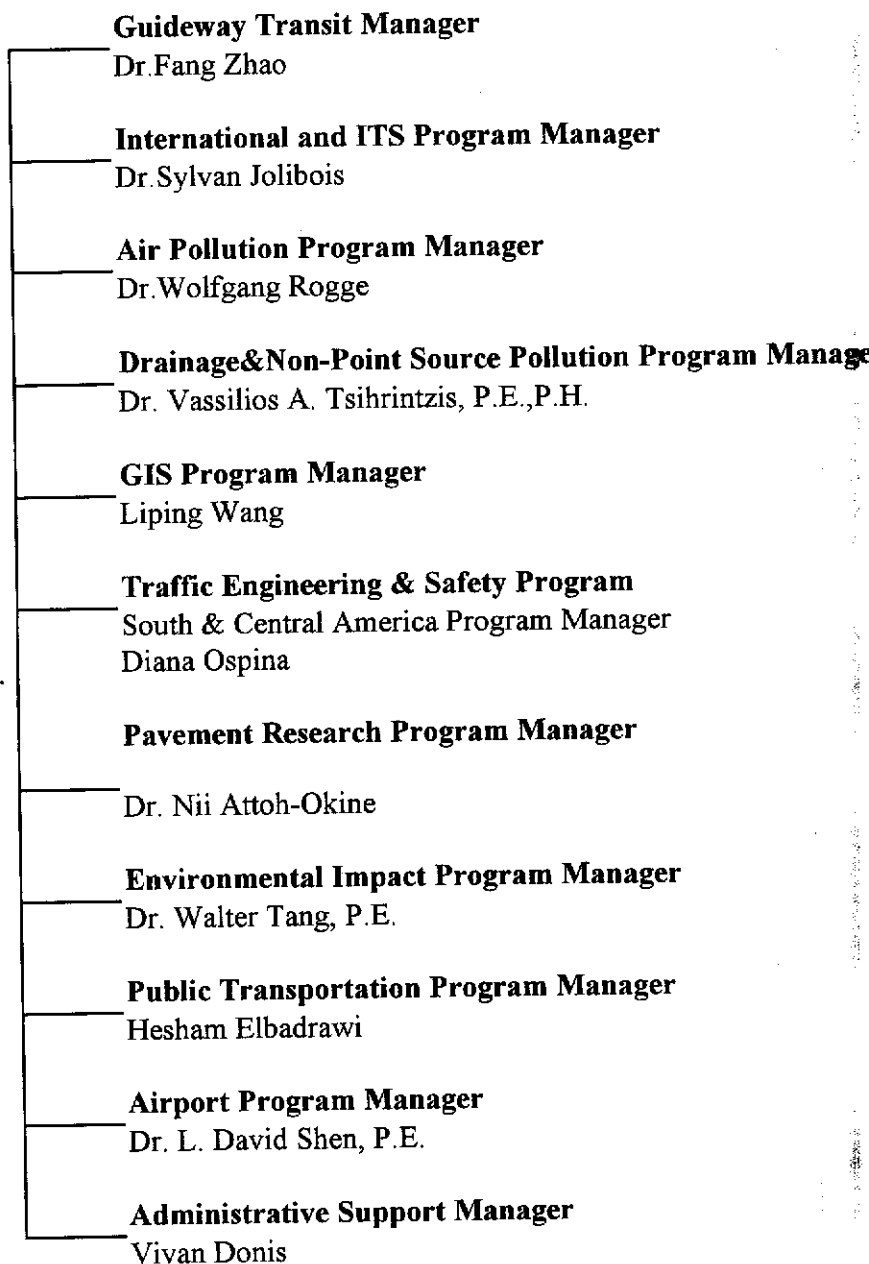 Guideway Transit Manager
Dr.Fang Zhao
International and ITS Program Manager
Dr.Sylvan Jolibois
Air Pollution Program Manager
Dr.Wolfgang Rogge
Drainage&Non-Point Source Pollution Program Manage
Dr. Vassilios A. Tsihrintzis, P.E.,P.H.
GIS Program Manager
Liping Wang
Traffic Engineering & Safety Program
South & Central America Program Manager
Diana Ospina
Pavement Research Program Manager
Dr. Nii Attoh-Okine
Environmental Impact Program Manager
Dr. Walter Tang, P.E.
Public Transportation Program Manager
Hesham Elbadrawi
Airport Program Manager
Dr. L. David Shen, P.E.
Administrative Support Manager
Vivan Donis